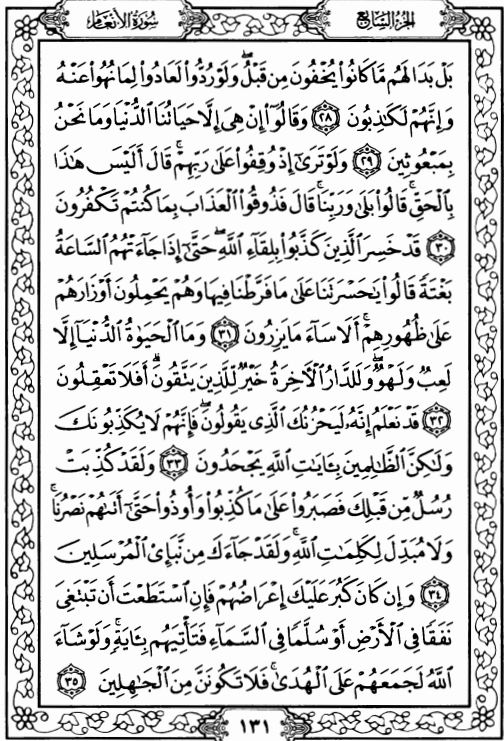 الجزء السابع
سورة الأنعام
بَلْ بَدَا لَهُم مَّا كَانُوا۟ يُخْفُونَ مِن قَبْلُ ۖ وَلَوْ رُدُّوا۟ لَعَادُوا۟ لِمَا نُهُوا۟ عَنْهُ
وَإِنَّهُمْ لَكَـٰذِبُونَ ٢٨ وَقَالُوٓا۟ إِنْ هِىَ إِلَّا حَيَاتُنَا ٱلدُّنْيَا وَمَا نَحْنُ
بِمَبْعُوثِينَ ٢٩ وَلَوْ تَرَىٰٓ إِذْ وُقِفُوا۟ عَلَىٰ رَبِّهِمْ ۚ قَالَ أَلَيْسَ هَـٰذَا
بِٱلْحَقِّ ۚ قَالُوا۟ بَلَىٰ وَرَبِّنَا ۚ قَالَ فَذُوقُوا۟ ٱلْعَذَابَ بِمَا كُنتُمْ تَكْفُرُونَ
٣٠ قَدْ خَسِرَ ٱلَّذِينَ كَذَّبُوا۟ بِلِقَآءِ ٱللَّهِ ۖ حَتَّىٰٓ إِذَا جَآءَتْهُمُ ٱلسَّاعَةُ
بَغْتَةً قَالُوا۟ يَـٰحَسْرَتَنَا عَلَىٰ مَا فَرَّطْنَا فِيهَا وَهُمْ يَحْمِلُونَ أَوْزَارَهُمْ
عَلَىٰ ظُهُورِهِمْ ۚ أَلَا سَآءَ مَا يَزِرُونَ ٣١ وَمَا ٱلْحَيَوٰةُ ٱلدُّنْيَآ إِلَّا
لَعِبٌ وَلَهْوٌ ۖ وَلَلدَّارُ ٱلْـَٔاخِرَةُ خَيْرٌ لِّلَّذِينَ يَتَّقُونَ ۗ أَفَلَا تَعْقِلُونَ
٣٢ قَدْ نَعْلَمُ إِنَّهُۥ لَيَحْزُنُكَ ٱلَّذِى يَقُولُونَ ۖ فَإِنَّهُمْ لَا يُكَذِّبُونَكَ
وَلَـٰكِنَّ ٱلظَّـٰلِمِينَ بِـَٔايَـٰتِ ٱللَّهِ يَجْحَدُونَ ٣٣ وَلَقَدْ كُذِّبَتْ
رُسُلٌ مِّن قَبْلِكَ فَصَبَرُوا۟ عَلَىٰ مَا كُذِّبُوا۟ وَأُوذُوا۟ حَتَّىٰٓ أَتَىٰهُمْ نَصْرُنَا ۚ
وَلَا مُبَدِّلَ لِكَلِمَـٰتِ ٱللَّهِ ۚ وَلَقَدْ جَآءَكَ مِن نَّبَإِى۟ ٱلْمُرْسَلِينَ
٣٤ وَإِن كَانَ كَبُرَ عَلَيْكَ إِعْرَاضُهُمْ فَإِنِ ٱسْتَطَعْتَ أَن تَبْتَغِىَ
نَفَقًا فِى ٱلْأَرْضِ أَوْ سُلَّمًا فِى ٱلسَّمَآءِ فَتَأْتِيَهُم بِـَٔايَةٍ ۚ وَلَوْ شَآءَ
ٱللَّهُ لَجَمَعَهُمْ عَلَى ٱلْهُدَىٰ ۚ فَلَا تَكُونَنَّ مِنَ ٱلْجَـٰهِلِينَ ٣٥
١٣١